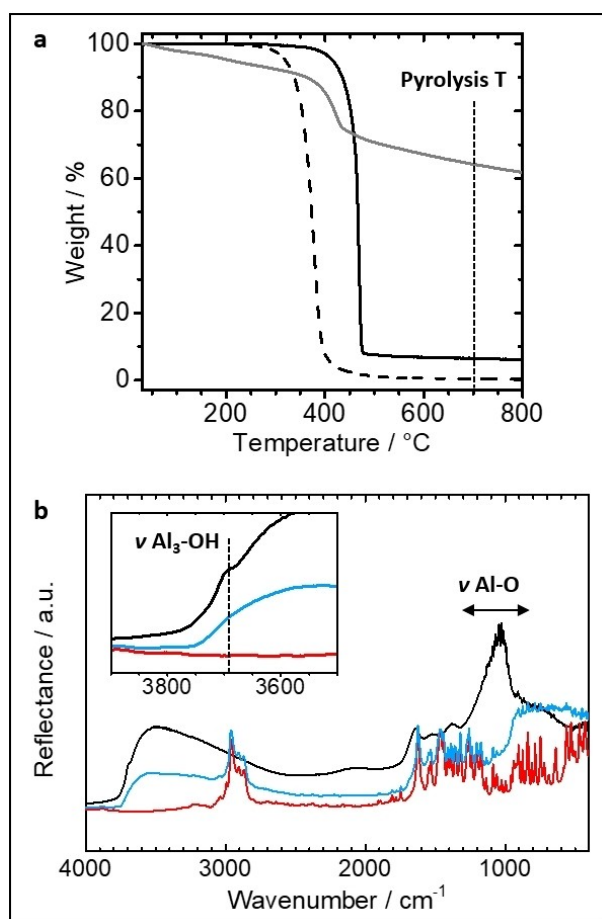 a
100
80
60
40
20
0
Weight / %
Pyrolysis T
200 400 600 800
Temperature / °C
b
ν Al₃-OH
3800 3600
ν Al-O
Reflectance / a.u.
4000 3000 2000 1000
Wavenumber / cm⁻¹